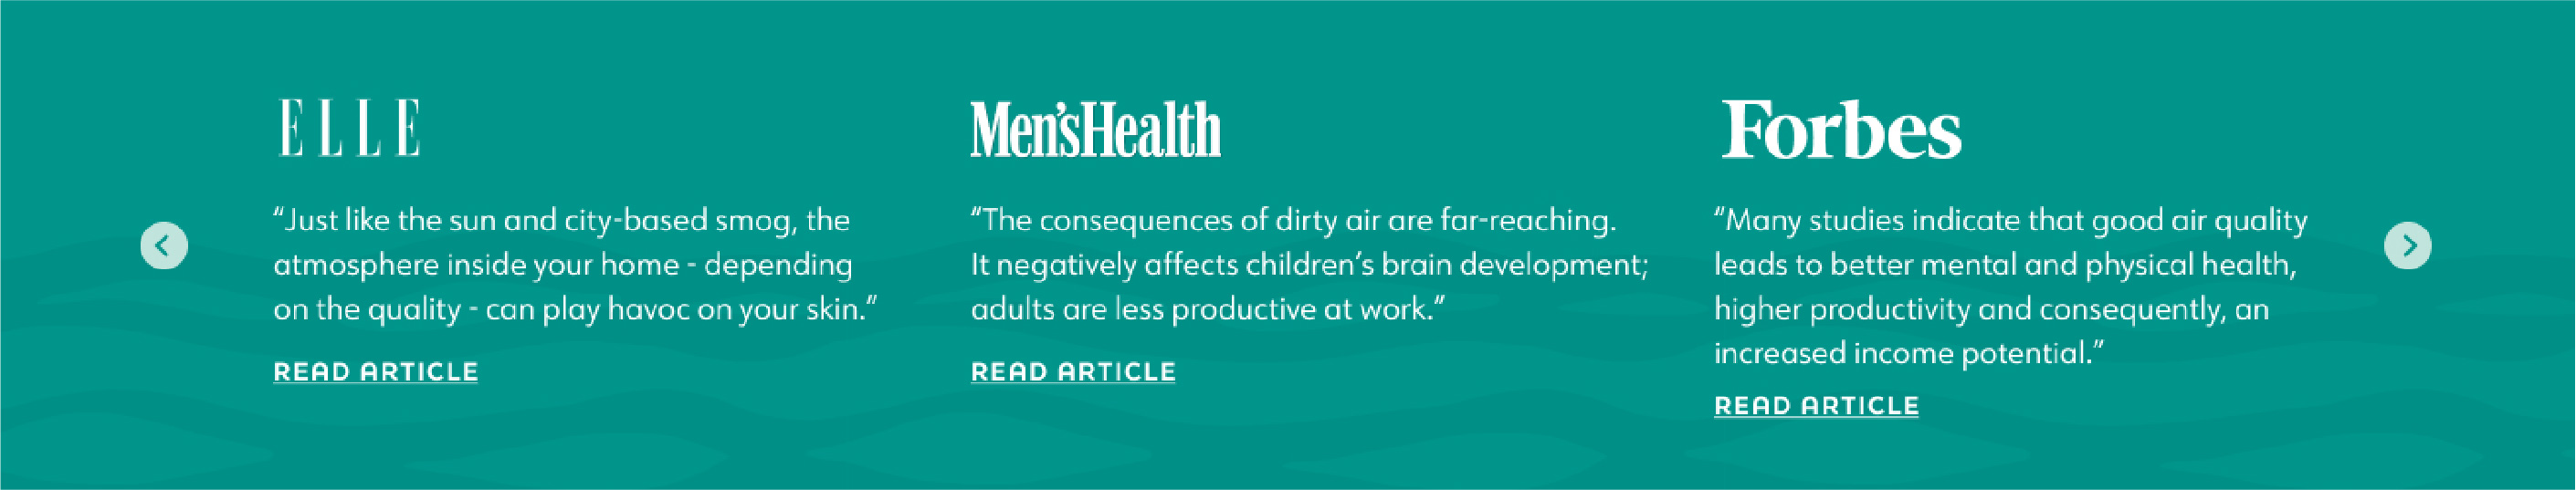 ELLE
“Just like the sun and city-based smog, the
atmosphere inside your home - depending
on the quality - can play havoc on your skin.”
READ ARTICLE
Men'sHealth
“The consequences of dirty air are far-reaching.
It negatively affects children’s brain development;
adults are less productive at work.”
READ ARTICLE
Forbes
“Many studies indicate that good air quality
leads to better mental and physical health,
higher productivity and consequently, an
increased income potential.”
READ ARTICLE